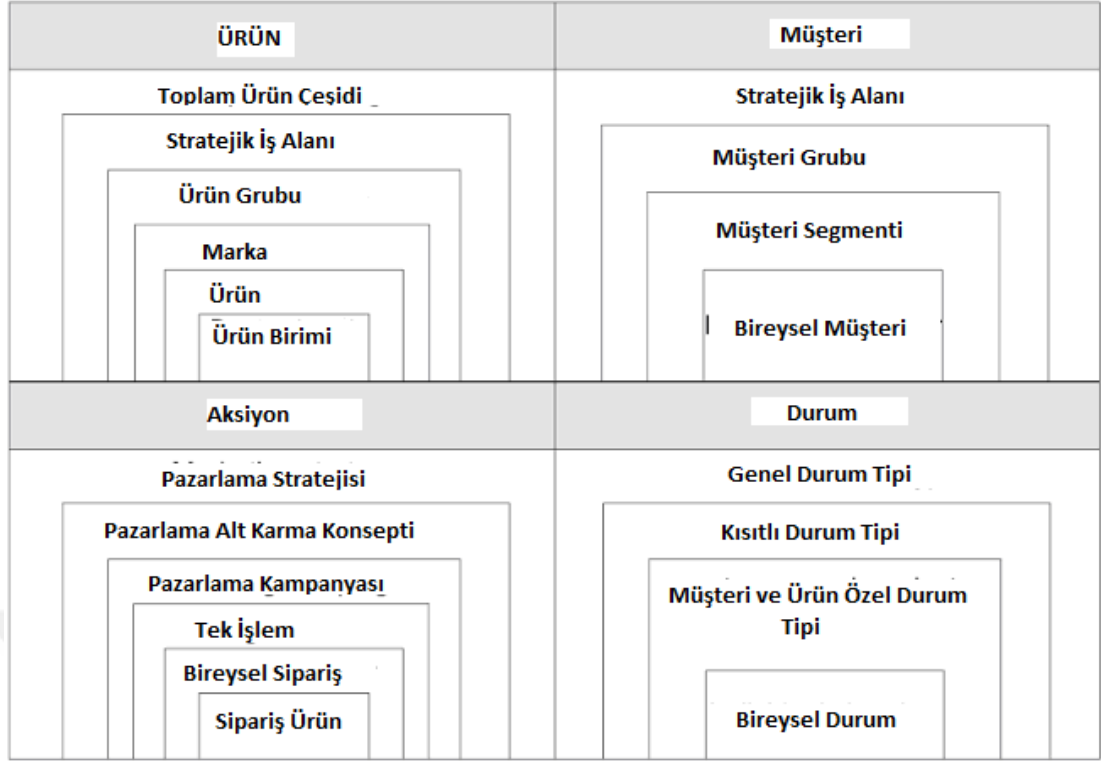 ÜRÜN
Müşteri
Toplam Ürün Çeşidi
Stratejik İş Alanı
Ürün Grubu
Marka
Ürün
Ürün Birimi
Stratejik İş Alanı
Müşteri Grubu
Müşteri Segmenti
Bireysel Müşteri
Aksiyon
Durum
Pazarlama Stratejisi
Pazarlama Alt Karma Konsepti
Pazarlama Kampanyası
Tek İşlem
Bireysel Sipariş
Sipariş Ürün
Genel Durum Tipi
Kısıtlı Durum Tipi
Müşteri ve Ürün Özel Durum
Tipi
Bireysel Durum